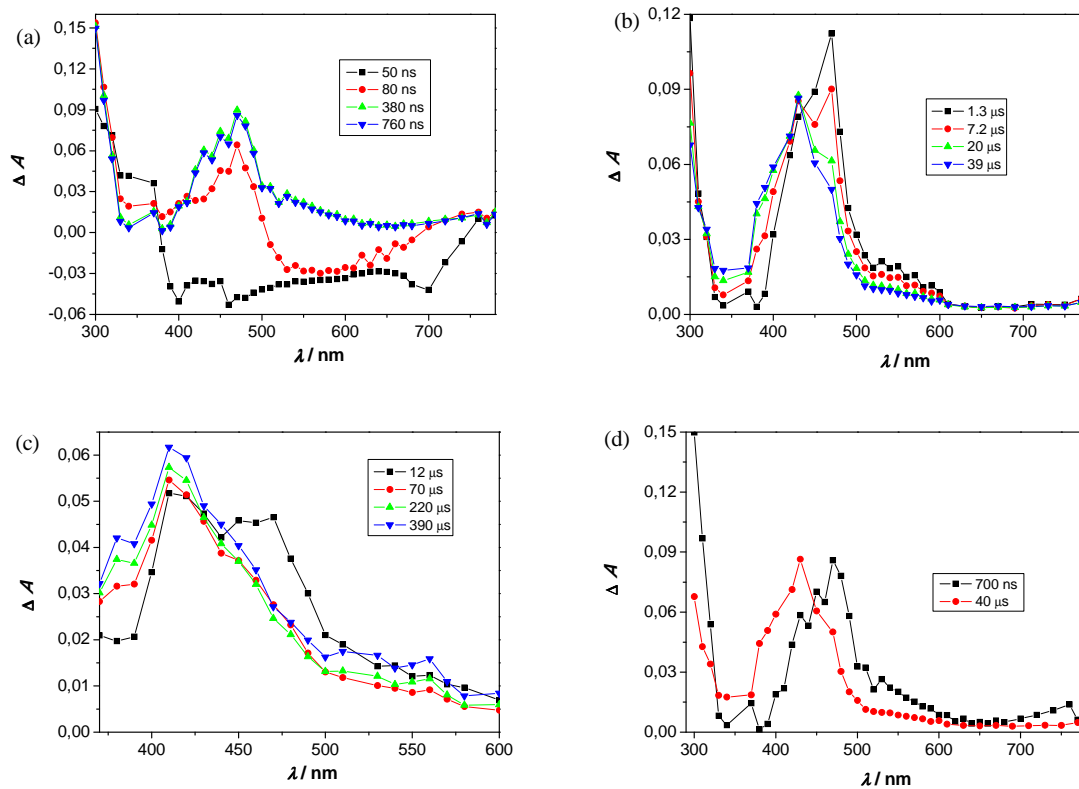 (a)
0,15
0,12
0,09
0,06
0,03
0,00
-0,03
-0,06
Δ A
50 ns
80 ns
380 ns
760 ns
300 400 500 600 700
λ / nm
(b)
0,12
0,09
0,06
0,03
0,00
Δ A
1.3 µs
7.2 µs
20 µs
39 µs
300 400 500 600 700
λ / nm
(c)
0,06
0,05
0,04
0,03
0,02
0,01
0,00
Δ A
12 µs
70 µs
220 µs
390 µs
400 450 500 550 600
λ / nm
(d)
0,15
0,12
0,09
0,06
0,03
0,00
Δ A
700 ns
40 µs
300 400 500 600 700
λ / nm